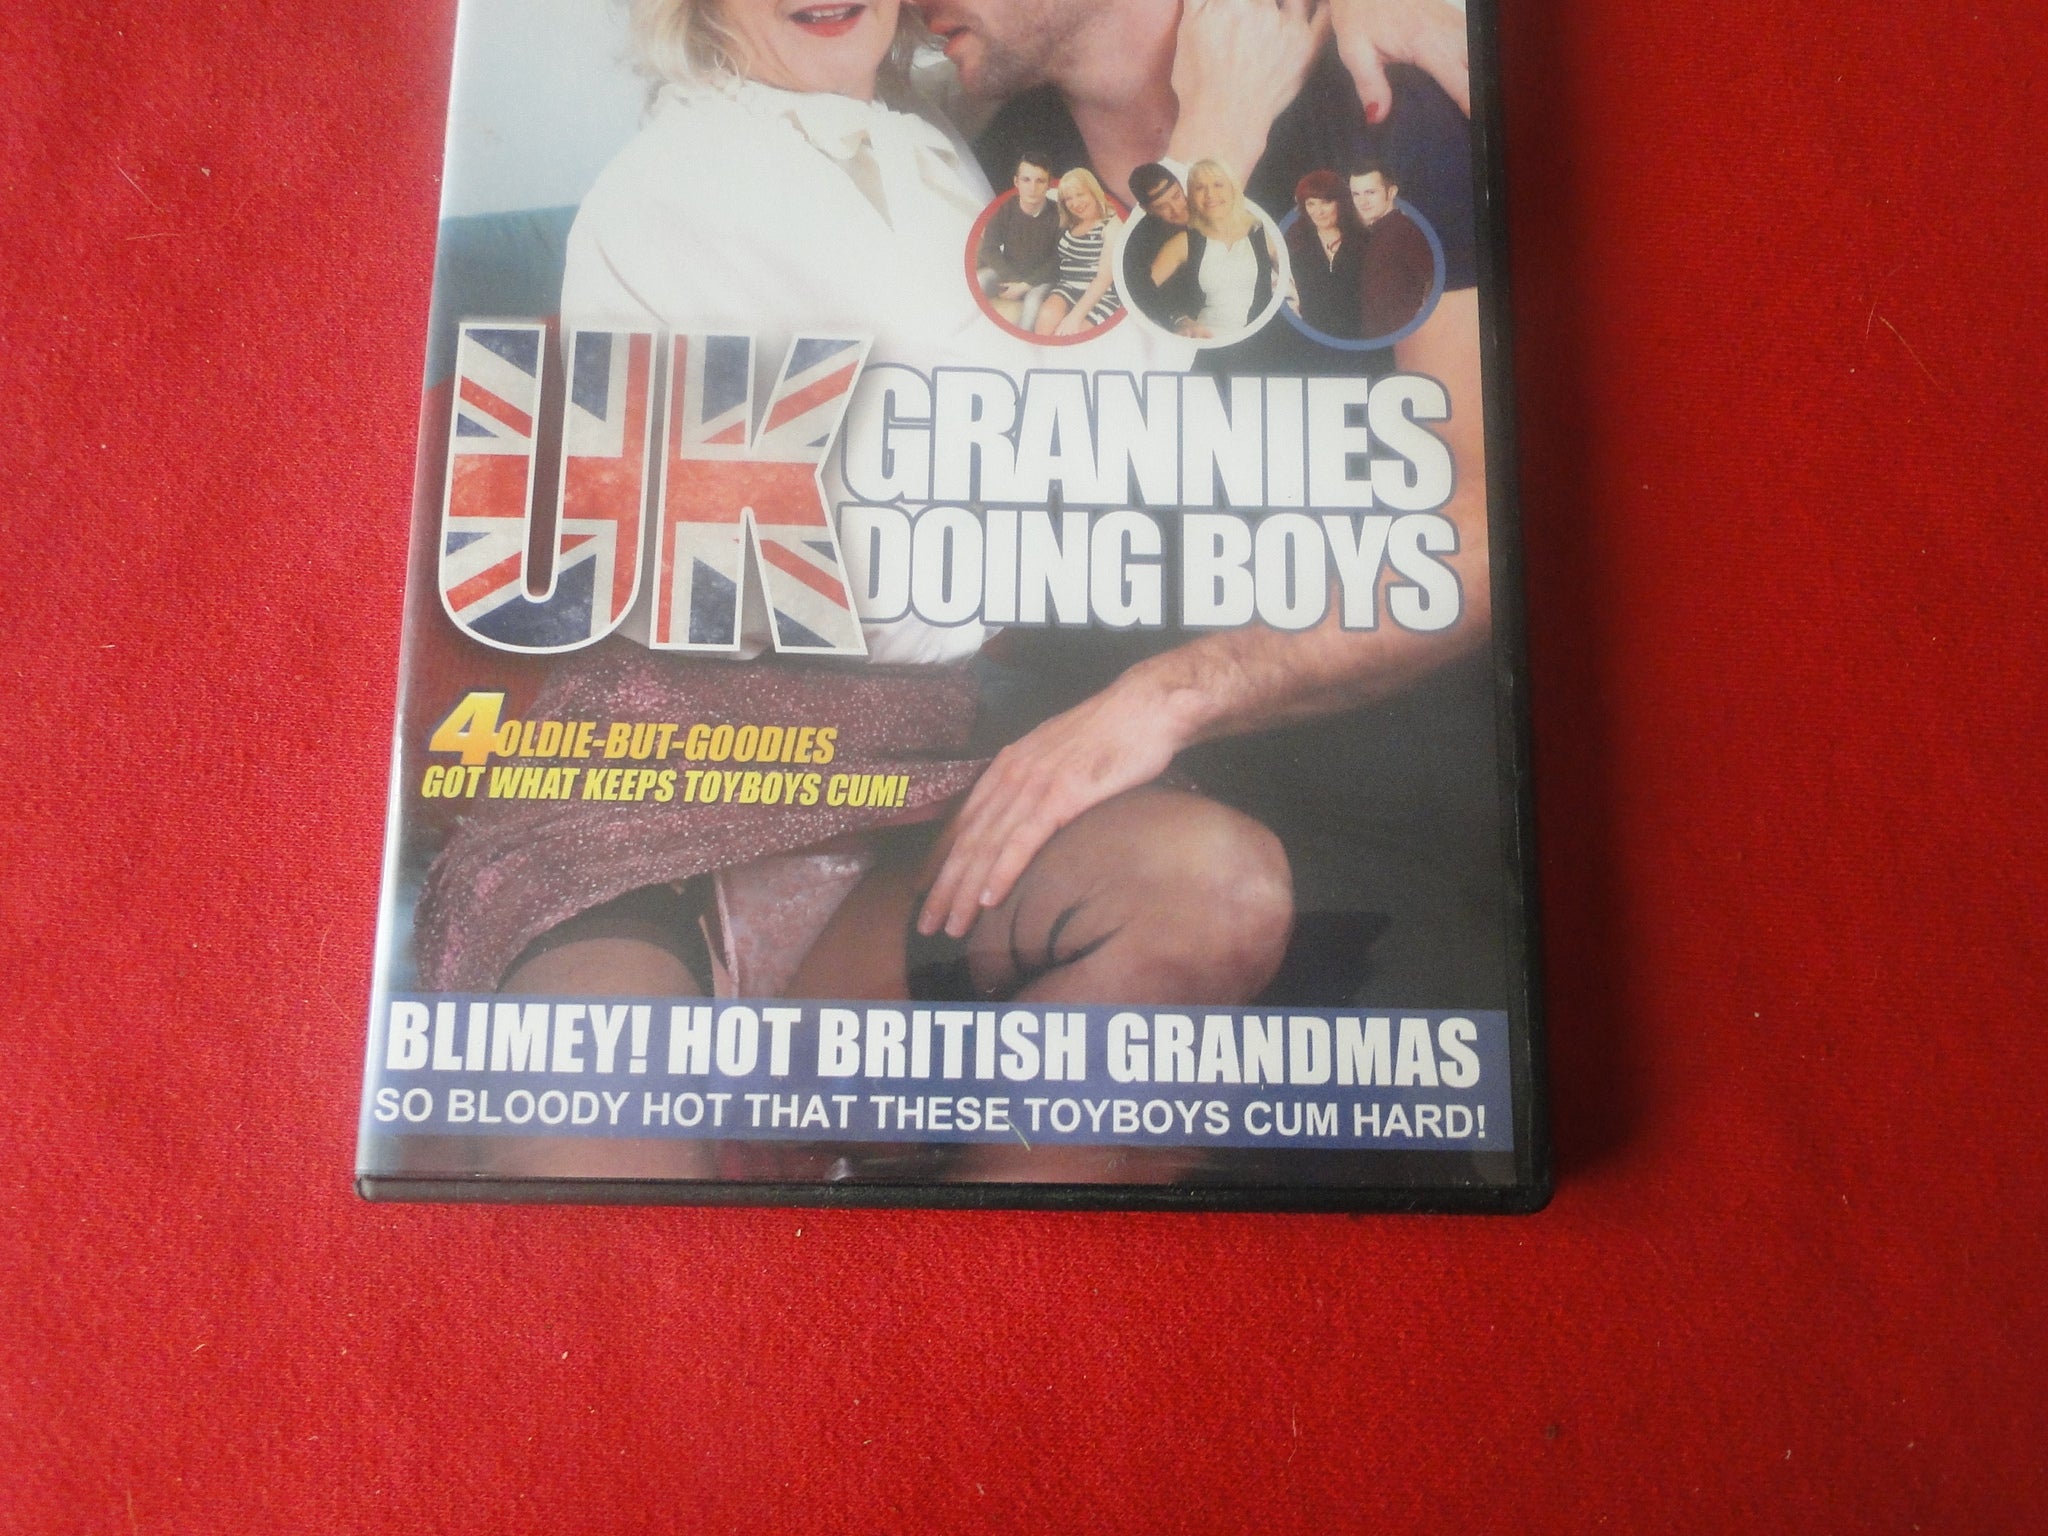 UK GRANNIES
DOING BOYS
4 OLDIE-BUT-GOODIES
GOT WHAT KEEPS TOYBOYS CUM!
BLIMEY! HOT BRITISH GRANDMAS
SO BLOODY HOT THAT THESE TOYBOYS CUM HARD!